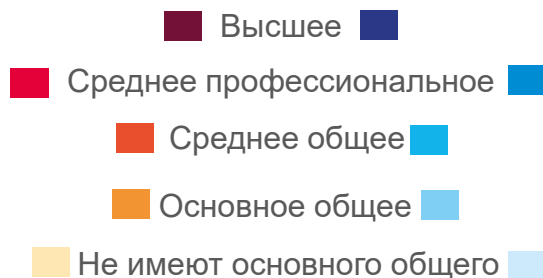 Высшее
Среднее профессиональное
Среднее общее
Основное общее
Не имеют основного общего